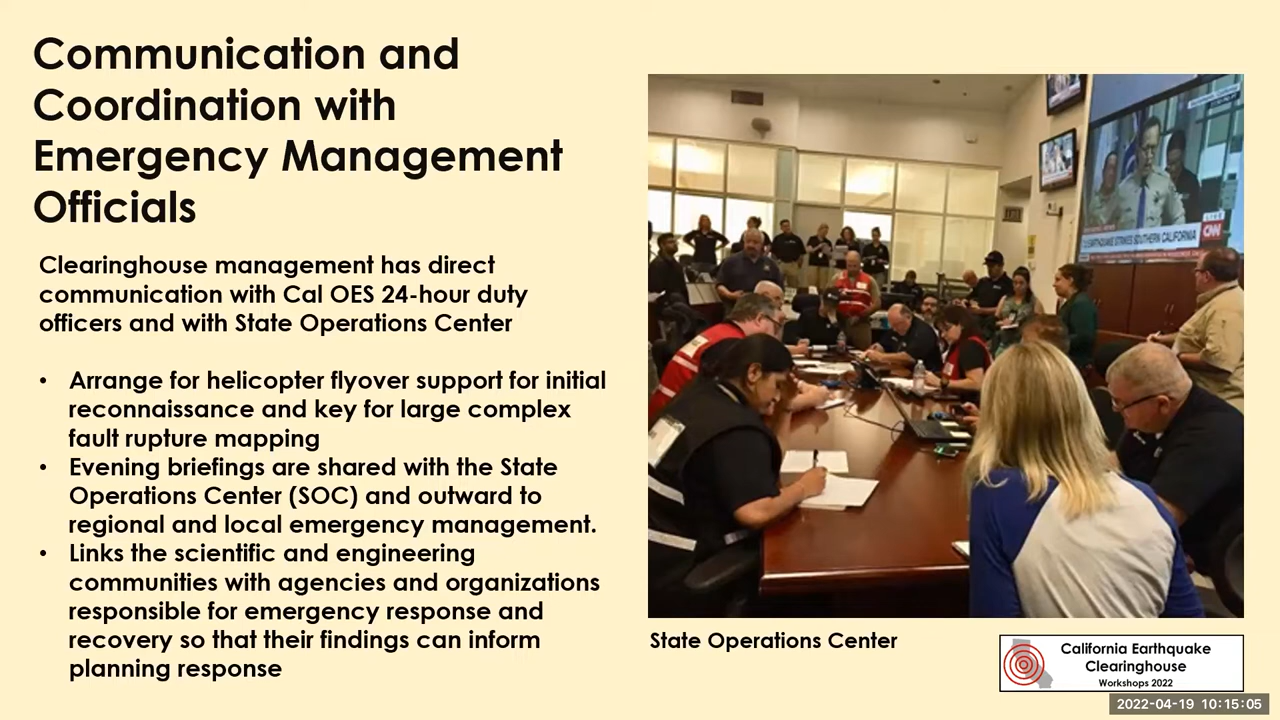 Communication and
Coordination with
Emergency Management
Officials
Clearinghouse management has direct
communication with Cal OES 24-hour duty
officers and with State Operations Center
• Arrange for helicopter flyover support for initial
reconnaissance and key for large complex
fault rupture mapping
• Evening briefings are shared with the State
Operations Center (SOC) and outward to
regional and local emergency management.
• Links the scientific and engineering
communities with agencies and organizations
responsible for emergency response and
recovery so that their findings can inform
planning response
LIVE
CNN
EARTHQUAKE STRIKES SOUTHERN CALIFORNIA
State Operations Center
California Earthquake
Clearinghouse
Workshops 2022
2022-04-19 10:15:05